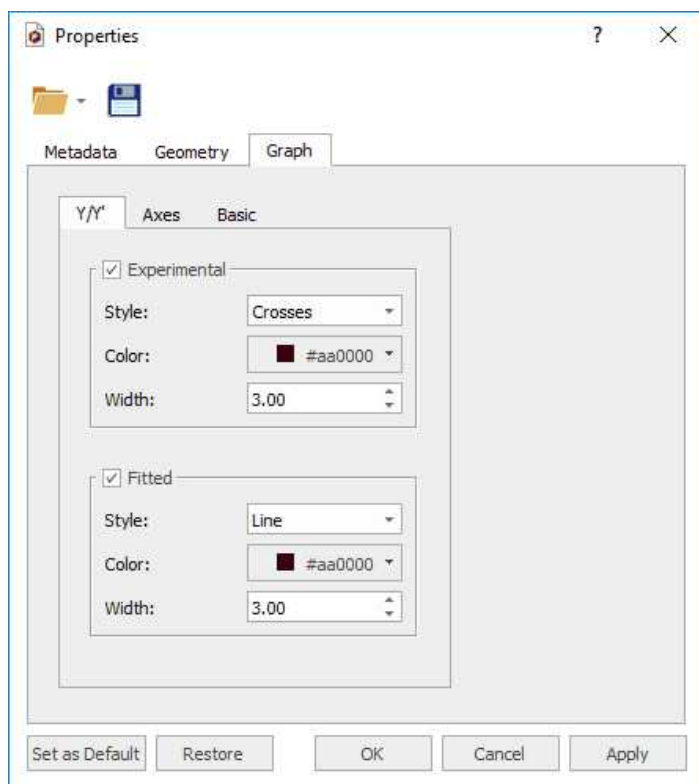 Properties ?
Metadata Geometry Graph
Y/Y' Axes Basic
Experimental
Style: Crosses
Color: #aa0000
Width: 3.00
Fitted
Style: Line
Color: #aa0000
Width: 3.00
Set as Default Restore OK Cancel Apply